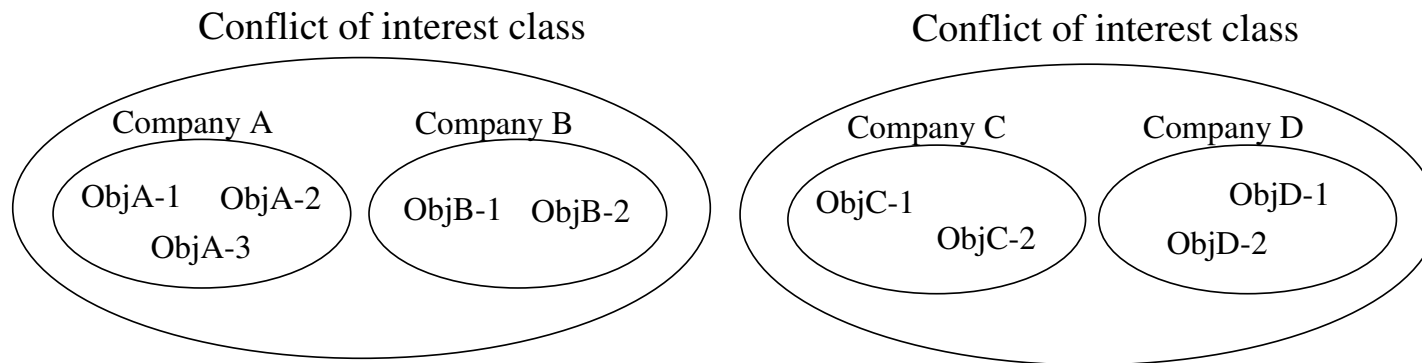 Conflict of interest class
Company A
Company B
ObjA-1
ObjA-2
ObjA-3
ObjB-1
ObjB-2
Conflict of interest class
Company C
Company D
ObjC-1
ObjC-2
ObjD-1
ObjD-2